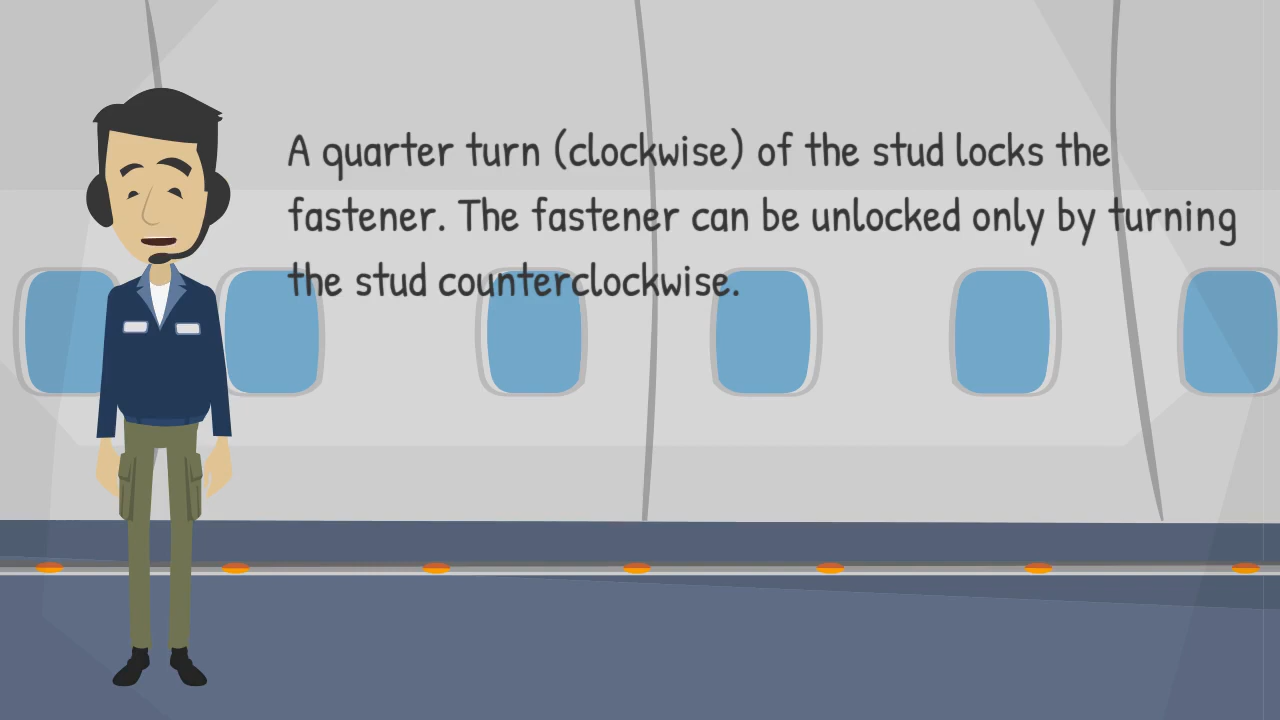 A quarter turn (clockwise) of the stud locks the
fastener. The fastener can be unlocked only by turning
the stud counterclockwise.